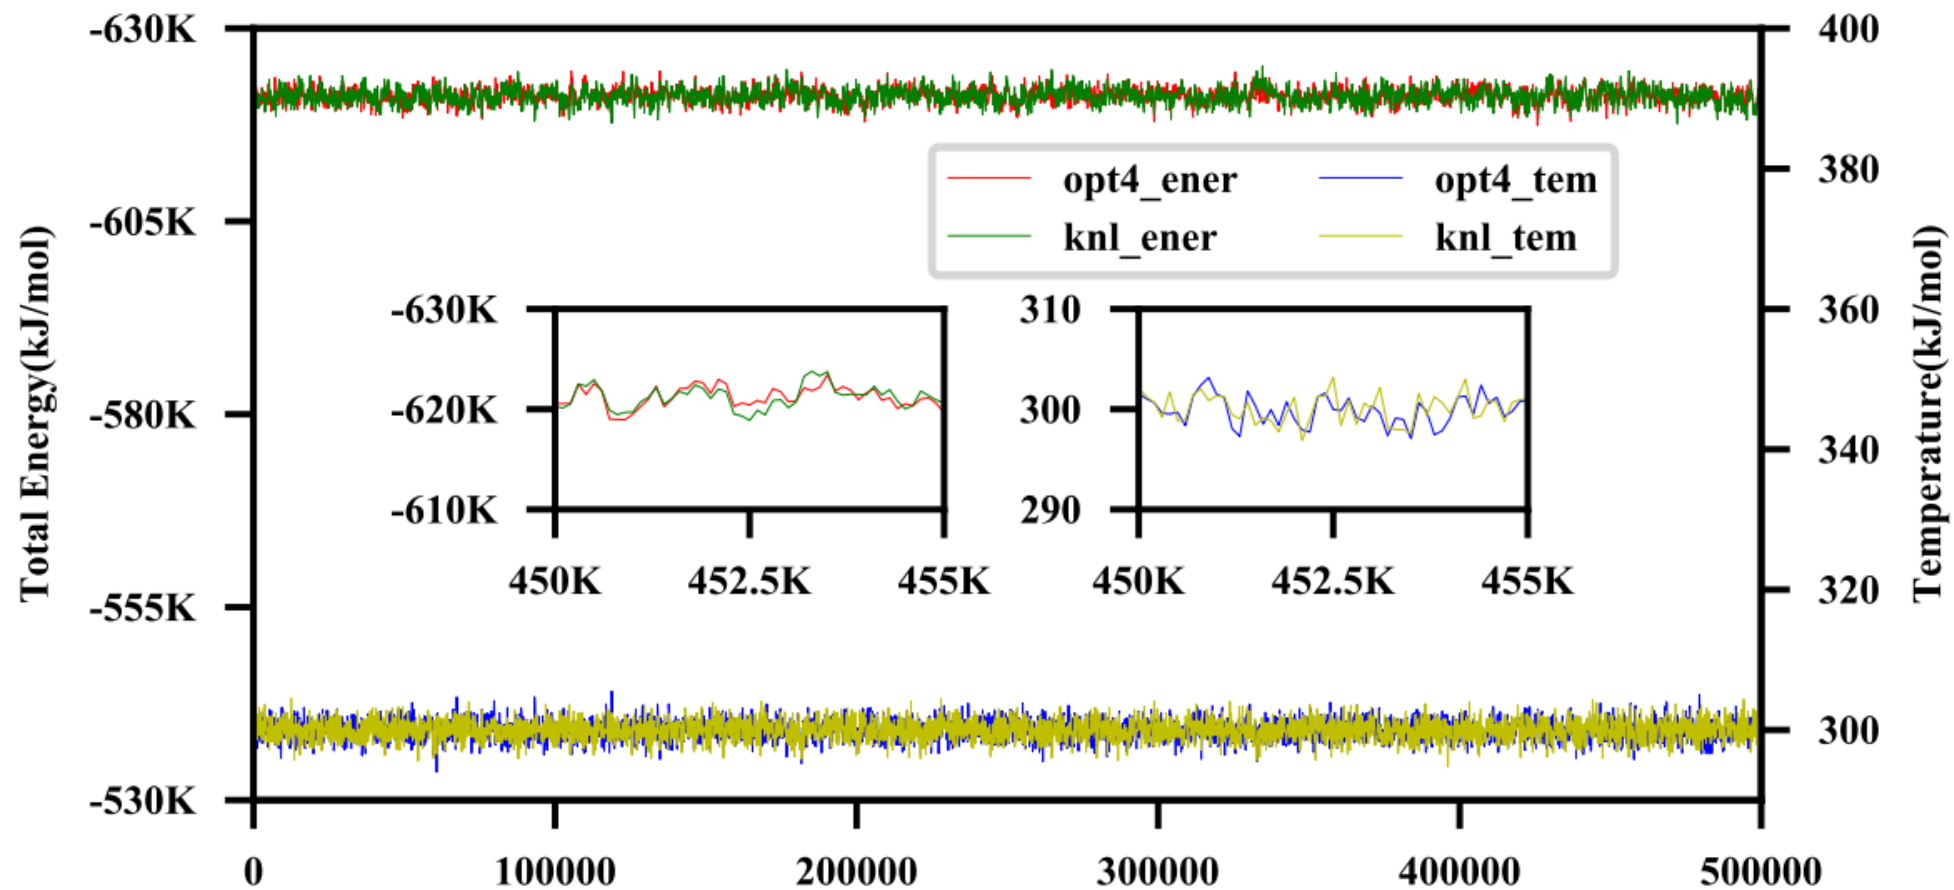 Total Energy(kJ/mol)
-630K
-605K
-580K
-555K
-530K
0 100000 200000 300000 400000 500000
400
380
360
340
320
300
Temperature(kJ/mol)
opt4_ener opt4_tem
knl_ener knl_tem
-630K
-620K
-610K
450K 452.5K 455K
310
300
290
450K 452.5K 455K